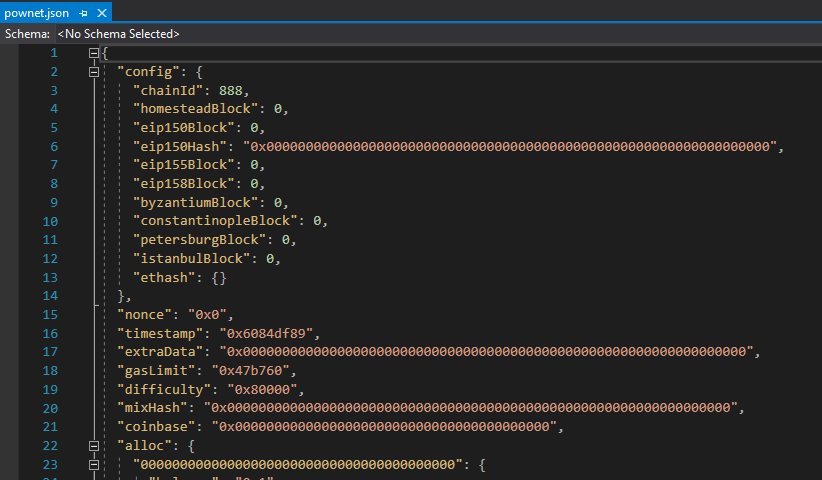 pownet.json
Schema: <No Schema Selected>
1 {
2 "config": {
3 "chainId": 888,
4 "homesteadBlock": 0,
5 "eip150Block": 0,
6 "eip150Hash": "0x0000000000000000000000000000000000000000000000000000000000000000",
7 "eip155Block": 0,
8 "eip158Block": 0,
9 "byzantiumBlock": 0,
10 "constantinopleBlock": 0,
11 "petersburgBlock": 0,
12 "istanbulBlock": 0,
13 "ethash": {}
14 },
15 "nonce": "0x0",
16 "timestamp": "0x6084df89",
17 "extraData": "0x0000000000000000000000000000000000000000000000000000000000000000",
18 "gasLimit": "0x47b760",
19 "difficulty": "0x80000",
20 "mixHash": "0x0000000000000000000000000000000000000000000000000000000000000000",
21 "coinbase": "0x0000000000000000000000000000000000000000",
22 "alloc": {
23 "0000000000000000000000000000000000000000": {